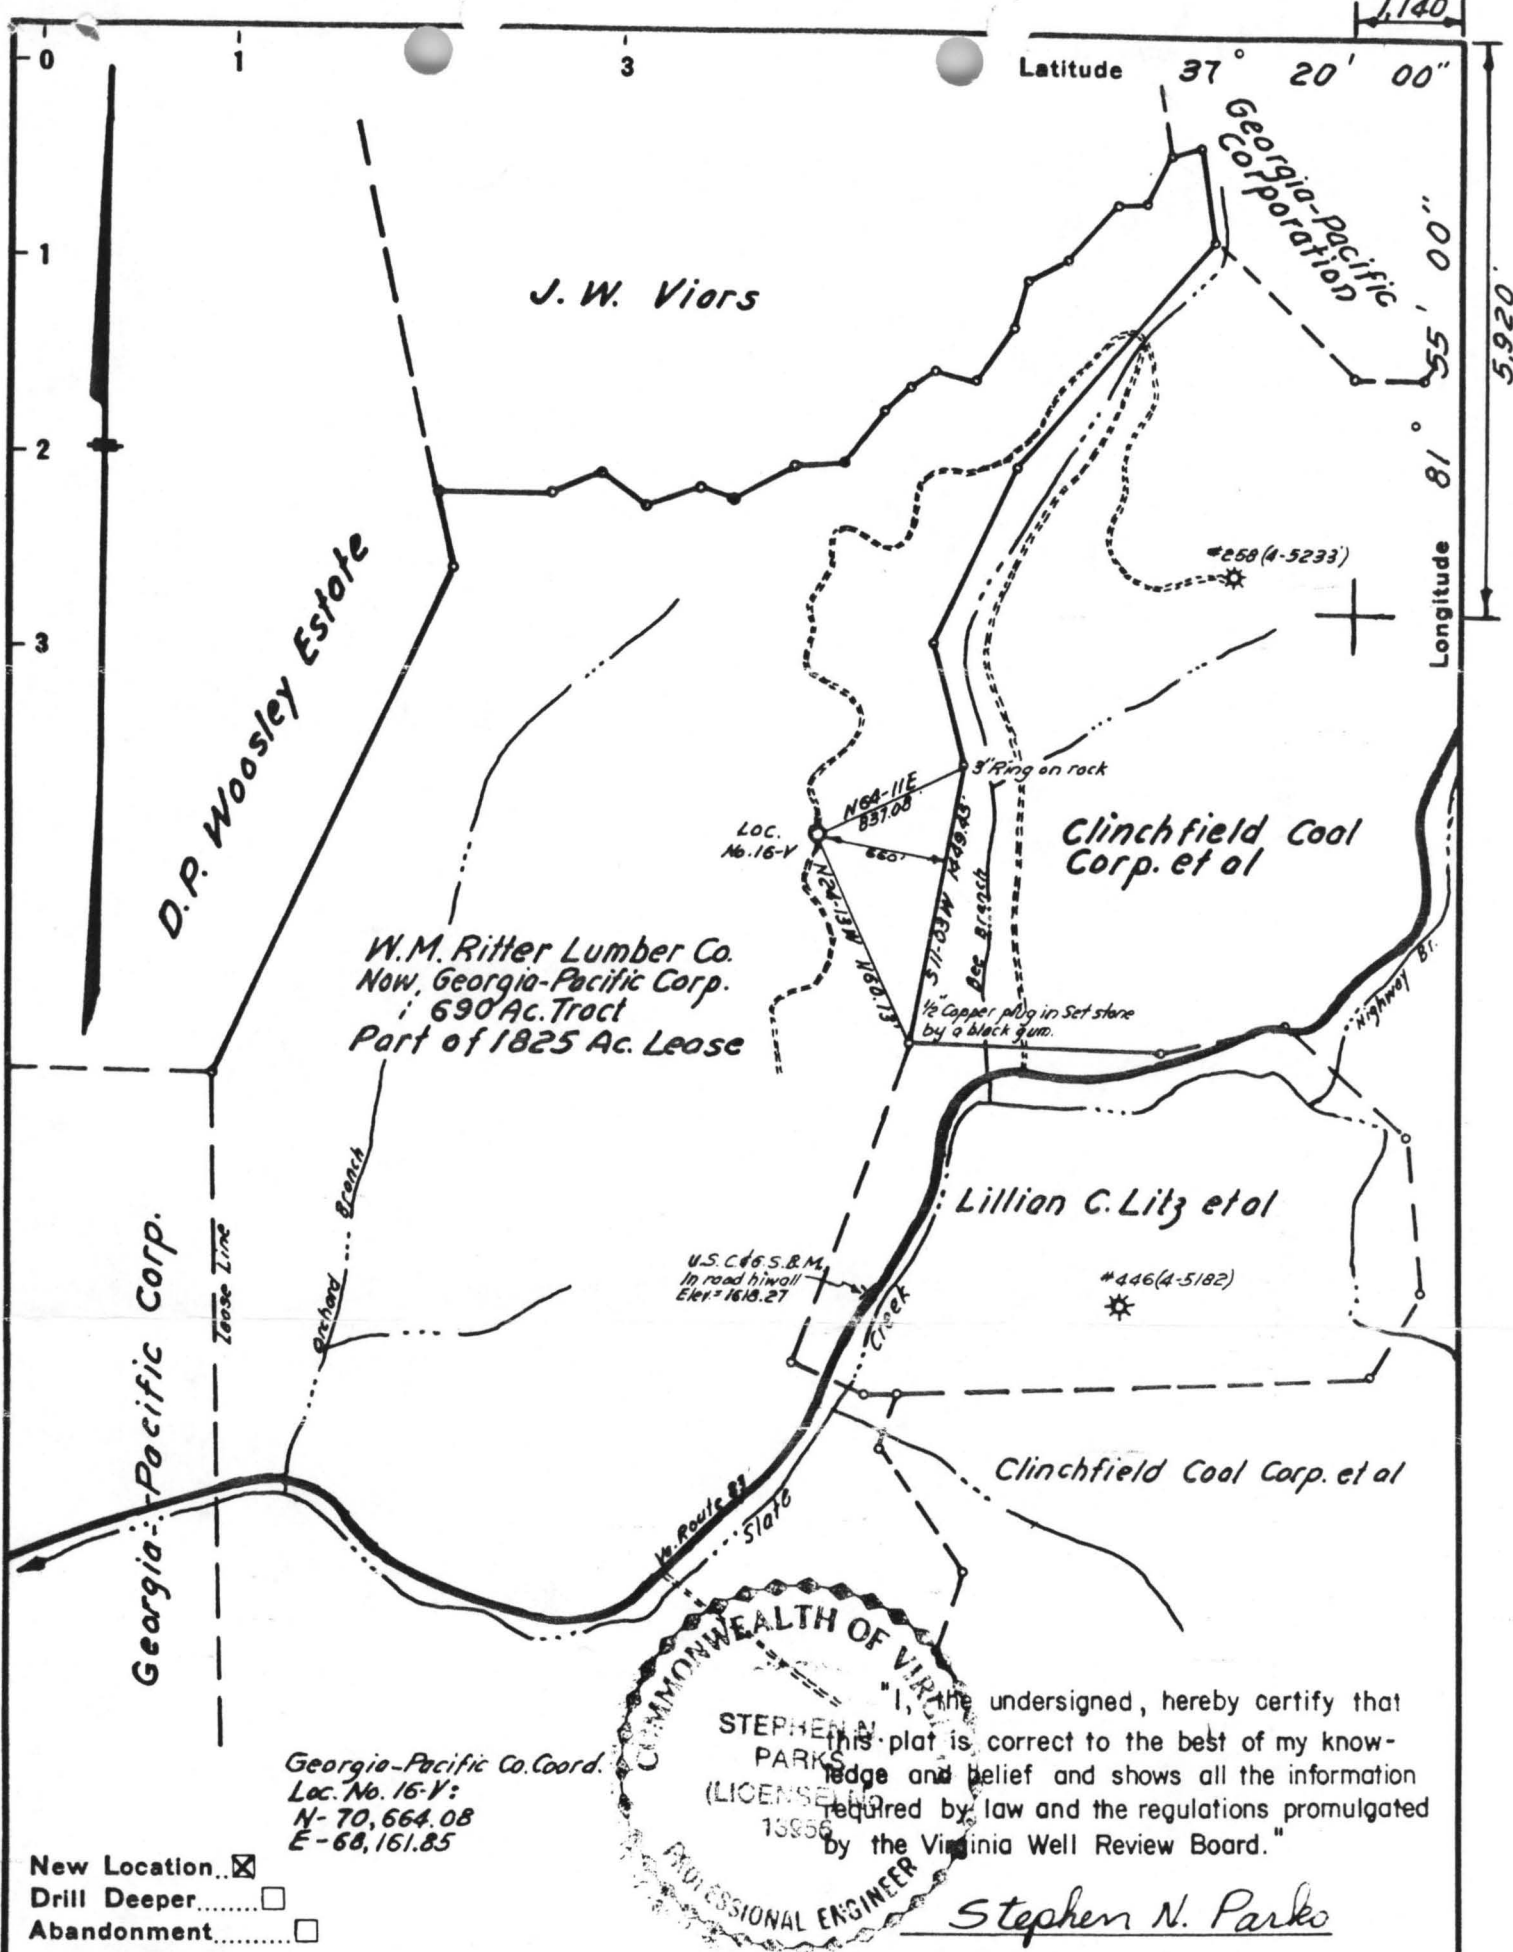 1,140'
0
1
3
Latitude 37° 20' 00"
1
2
3
Longitude 81° 55' 00"
5,920'
Georgia-Pacific
Corporation
J. W. Viars
D.P. Woosley Estate
#258(4-5233')
3" Ring on rock
N64-11E
837.08'
Loc.
No.16-V
660'
N24-13W
S11-03W 1449.45'
Bee Branch
Clinchfield Coal
Corp. et al
W.M. Ritter Lumber Co.
Now, Georgia-Pacific Corp.
690 Ac. Tract
Part of 1825 Ac. Lease
1/2" Copper plug in Set stone
by a black gum.
Highway Br.
Orchard Branch
Lease Line
Georgia-Pacific Corp.
Lillian C. Litz et al
U.S.C.&G.S.B.M.
In road hiwall
Elev.= 1618.27
#446(4-5182)
Slate Creek
Clinchfield Coal Corp. et al
Va. Route 83
COMMONWEALTH OF VIRGINIA
STEPHEN N.
PARKS
(LICENSE) No.
13956
PROFESSIONAL ENGINEER
"I, the undersigned, hereby certify that
this plat is correct to the best of my know-
ledge and belief and shows all the information
required by law and the regulations promulgated
by the Virginia Well Review Board."
Georgia-Pacific Co. Coord.
Loc. No. 16-V:
N- 70,664.08
E- 68,161.85
New Location..☒
Drill Deeper........☐
Abandonment..........☐
Stephen N. Parks